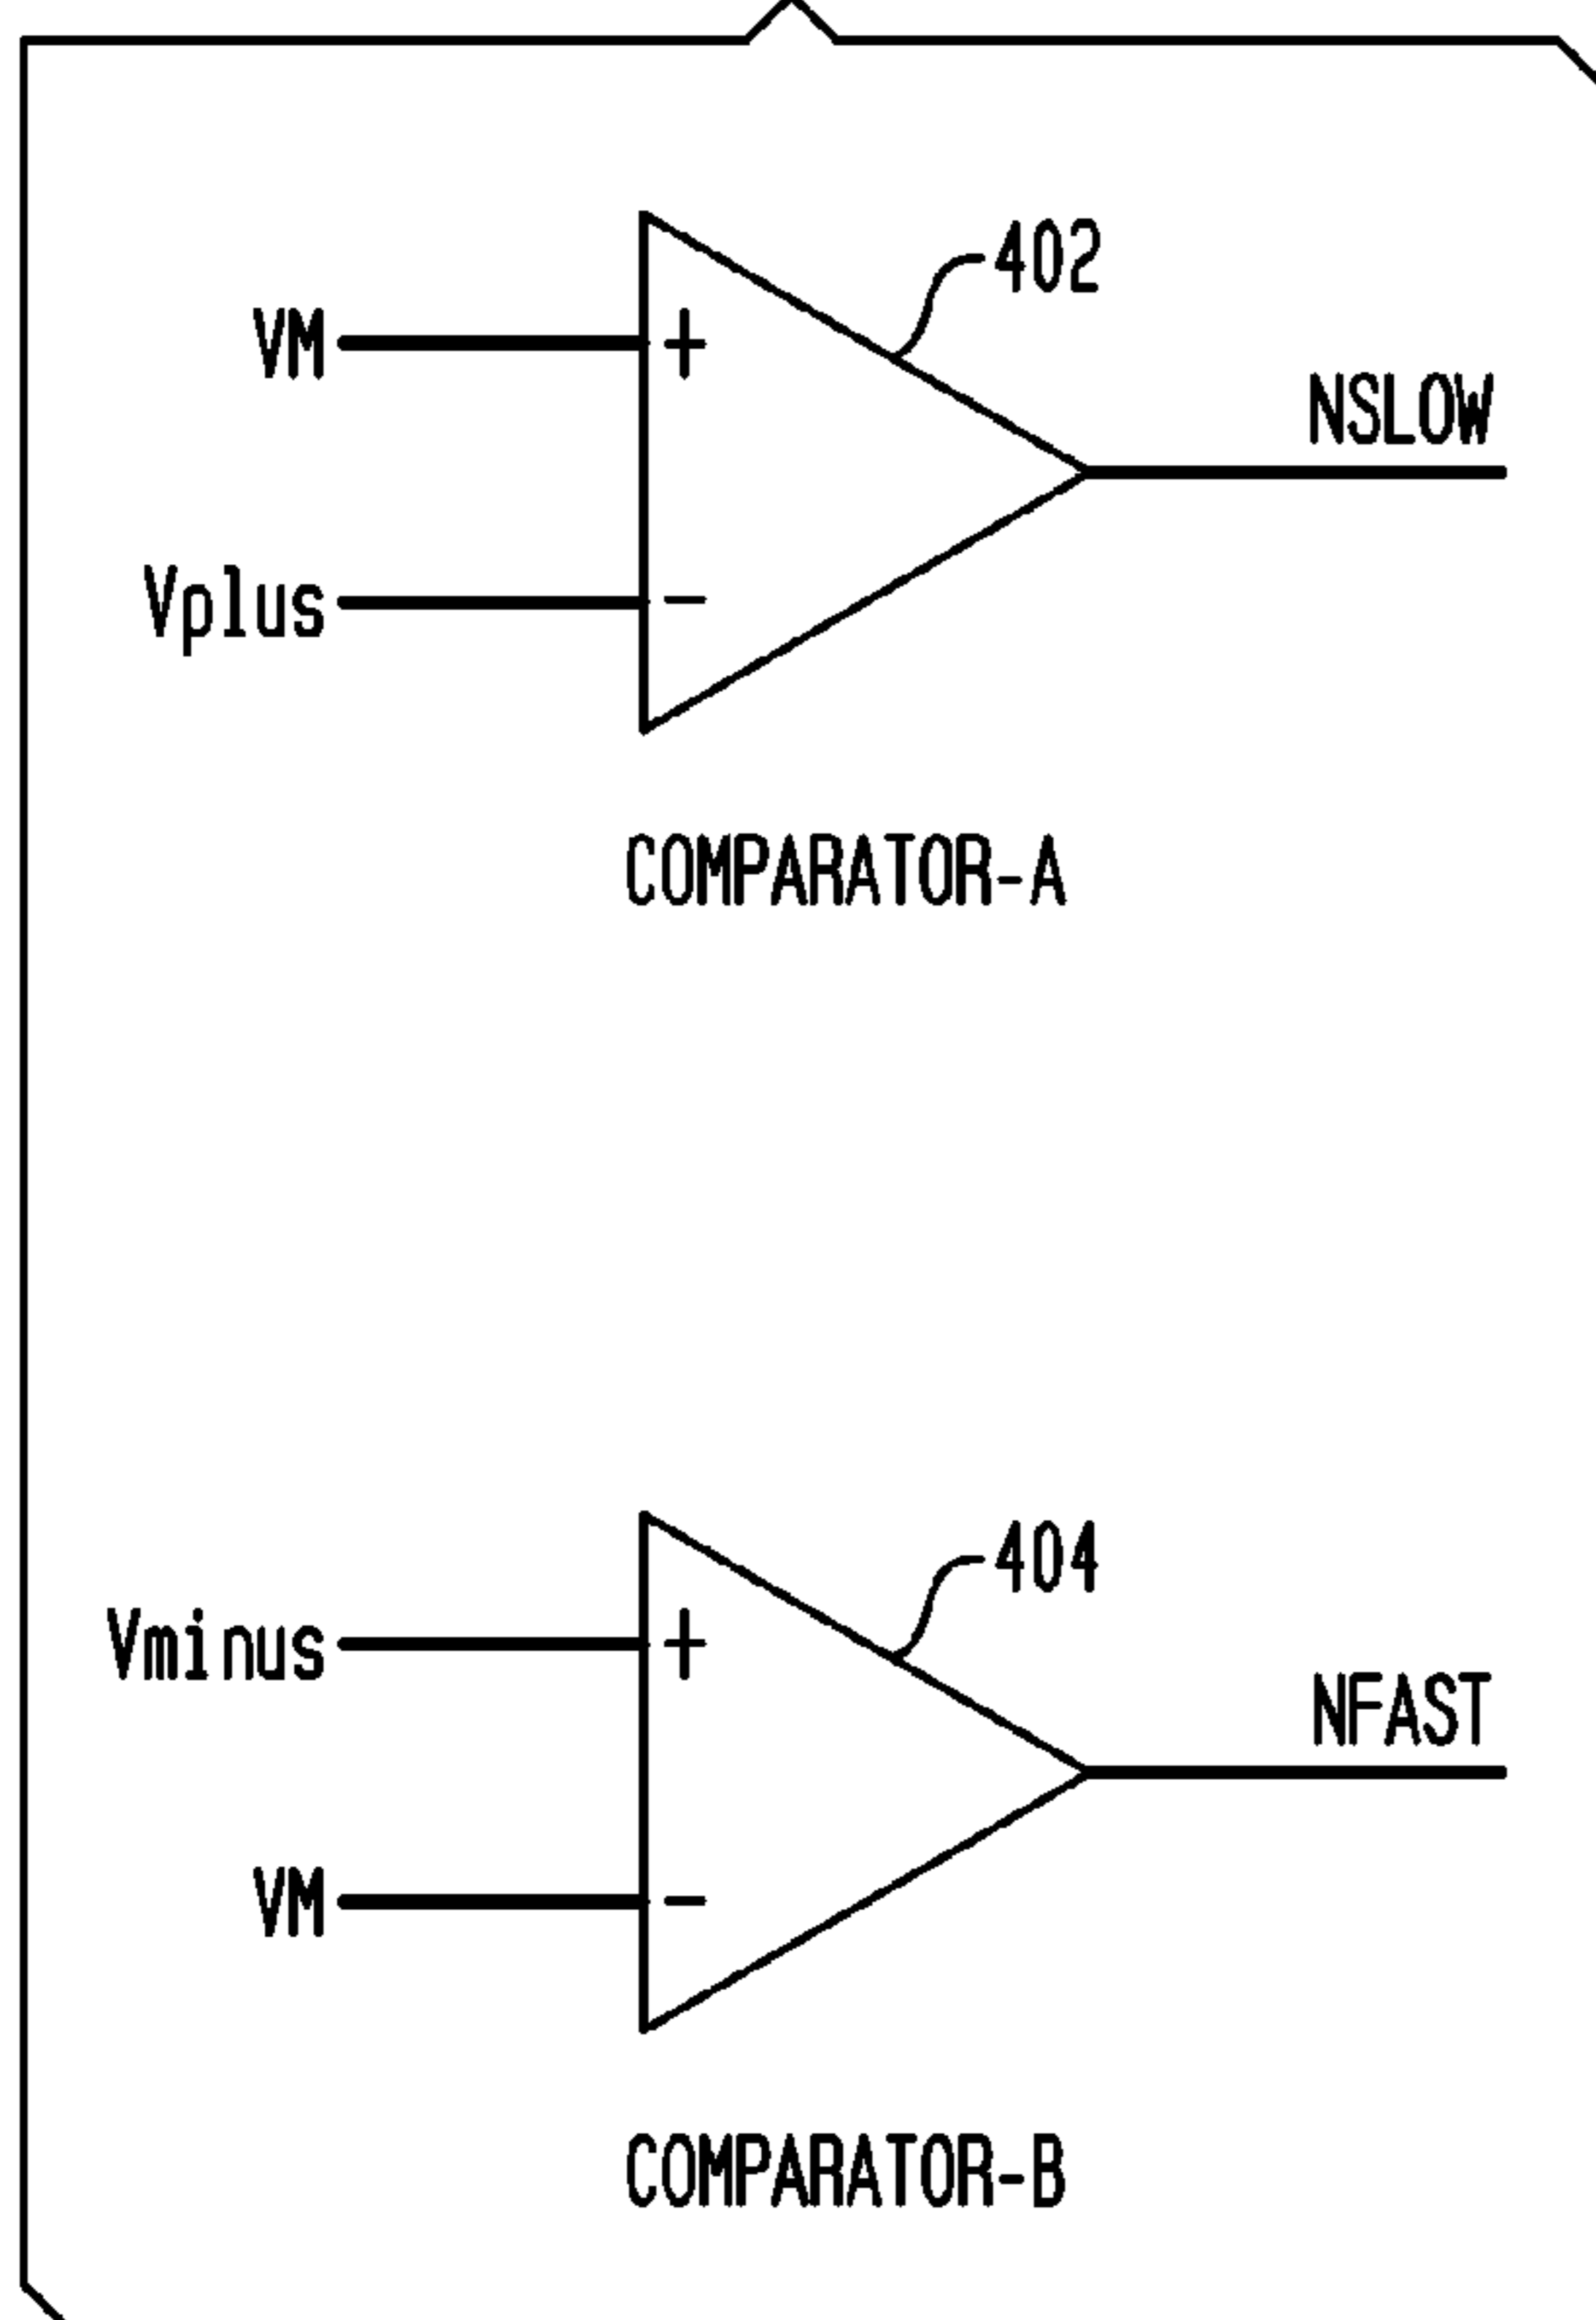 402
VM
+
NSLOW
Vplus
−
COMPARATOR-A
404
Vminus
+
NFAST
VM
−
COMPARATOR-B